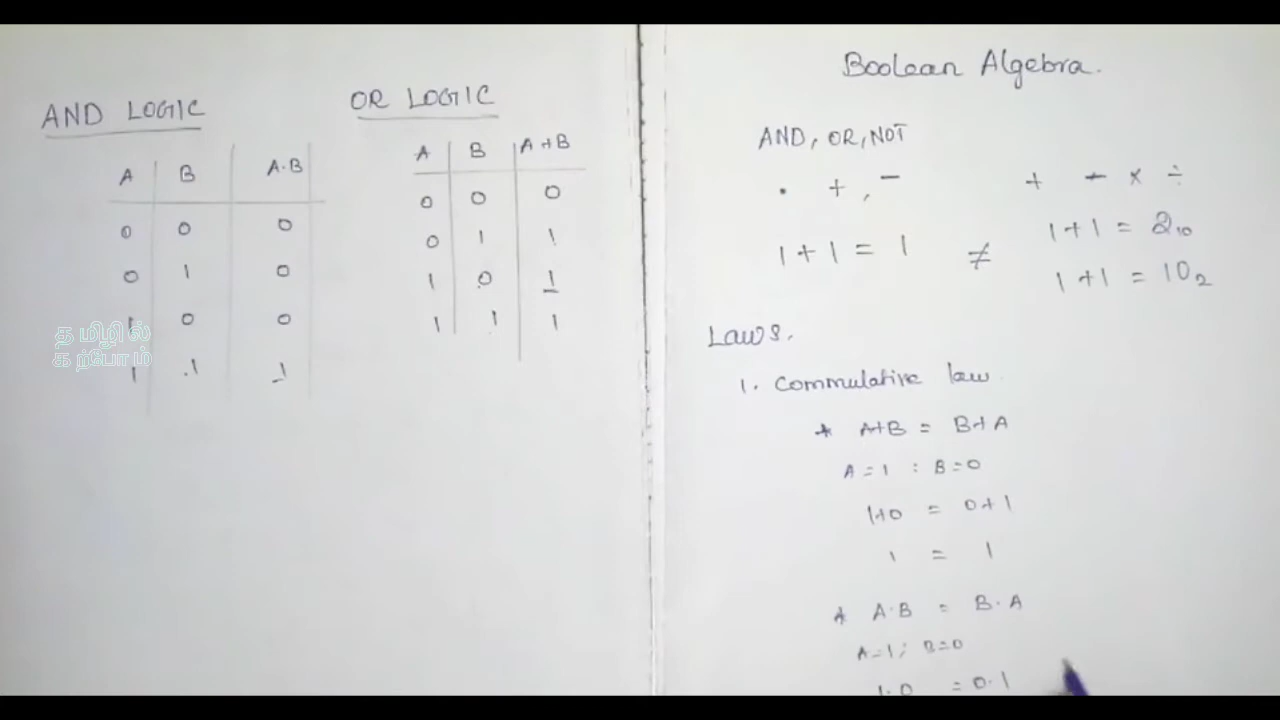 AND LOGIC
A B A·B
0 0 0
0 1 0
1 0 0
1 1 1
தமிழில்
கற்போம்
OR LOGIC
A B A+B
0 0 0
0 1 1
1 0 1
1 1 1
Boolean Algebra.
AND, OR, NOT
· + , -
+ - × ÷
1+1 = 1 ≠
1+1 = 2₁₀
1+1 = 10₂
Laws.
1. Commulative law
* A+B = B+A
A=1 : B=0
1+0 = 0+1
1 = 1
* A·B = B·A
A=1; B=0
1·0 = 0·1